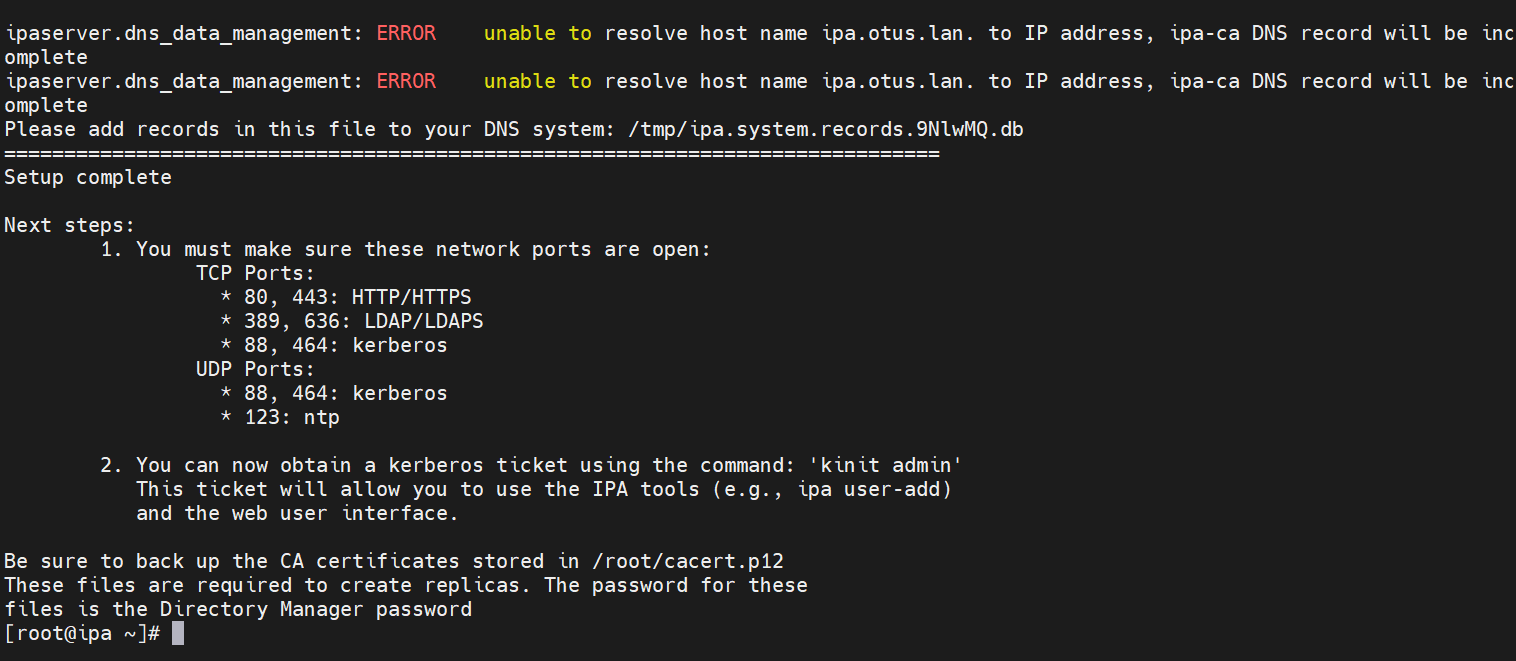 ipaserver.dns_data_management: ERROR    unable to resolve host name ipa.otus.lan. to IP address, ipa-ca DNS record will be inc
omplete
ipaserver.dns_data_management: ERROR    unable to resolve host name ipa.otus.lan. to IP address, ipa-ca DNS record will be inc
omplete
Please add records in this file to your DNS system: /tmp/ipa.system.records.9NlwMQ.db
==============================================================================
Setup complete

Next steps:
        1. You must make sure these network ports are open:
                TCP Ports:
                  * 80, 443: HTTP/HTTPS
                  * 389, 636: LDAP/LDAPS
                  * 88, 464: kerberos
                UDP Ports:
                  * 88, 464: kerberos
                  * 123: ntp

        2. You can now obtain a kerberos ticket using the command: 'kinit admin'
           This ticket will allow you to use the IPA tools (e.g., ipa user-add)
           and the web user interface.

Be sure to back up the CA certificates stored in /root/cacert.p12
These files are required to create replicas. The password for these
files is the Directory Manager password
[root@ipa ~]#